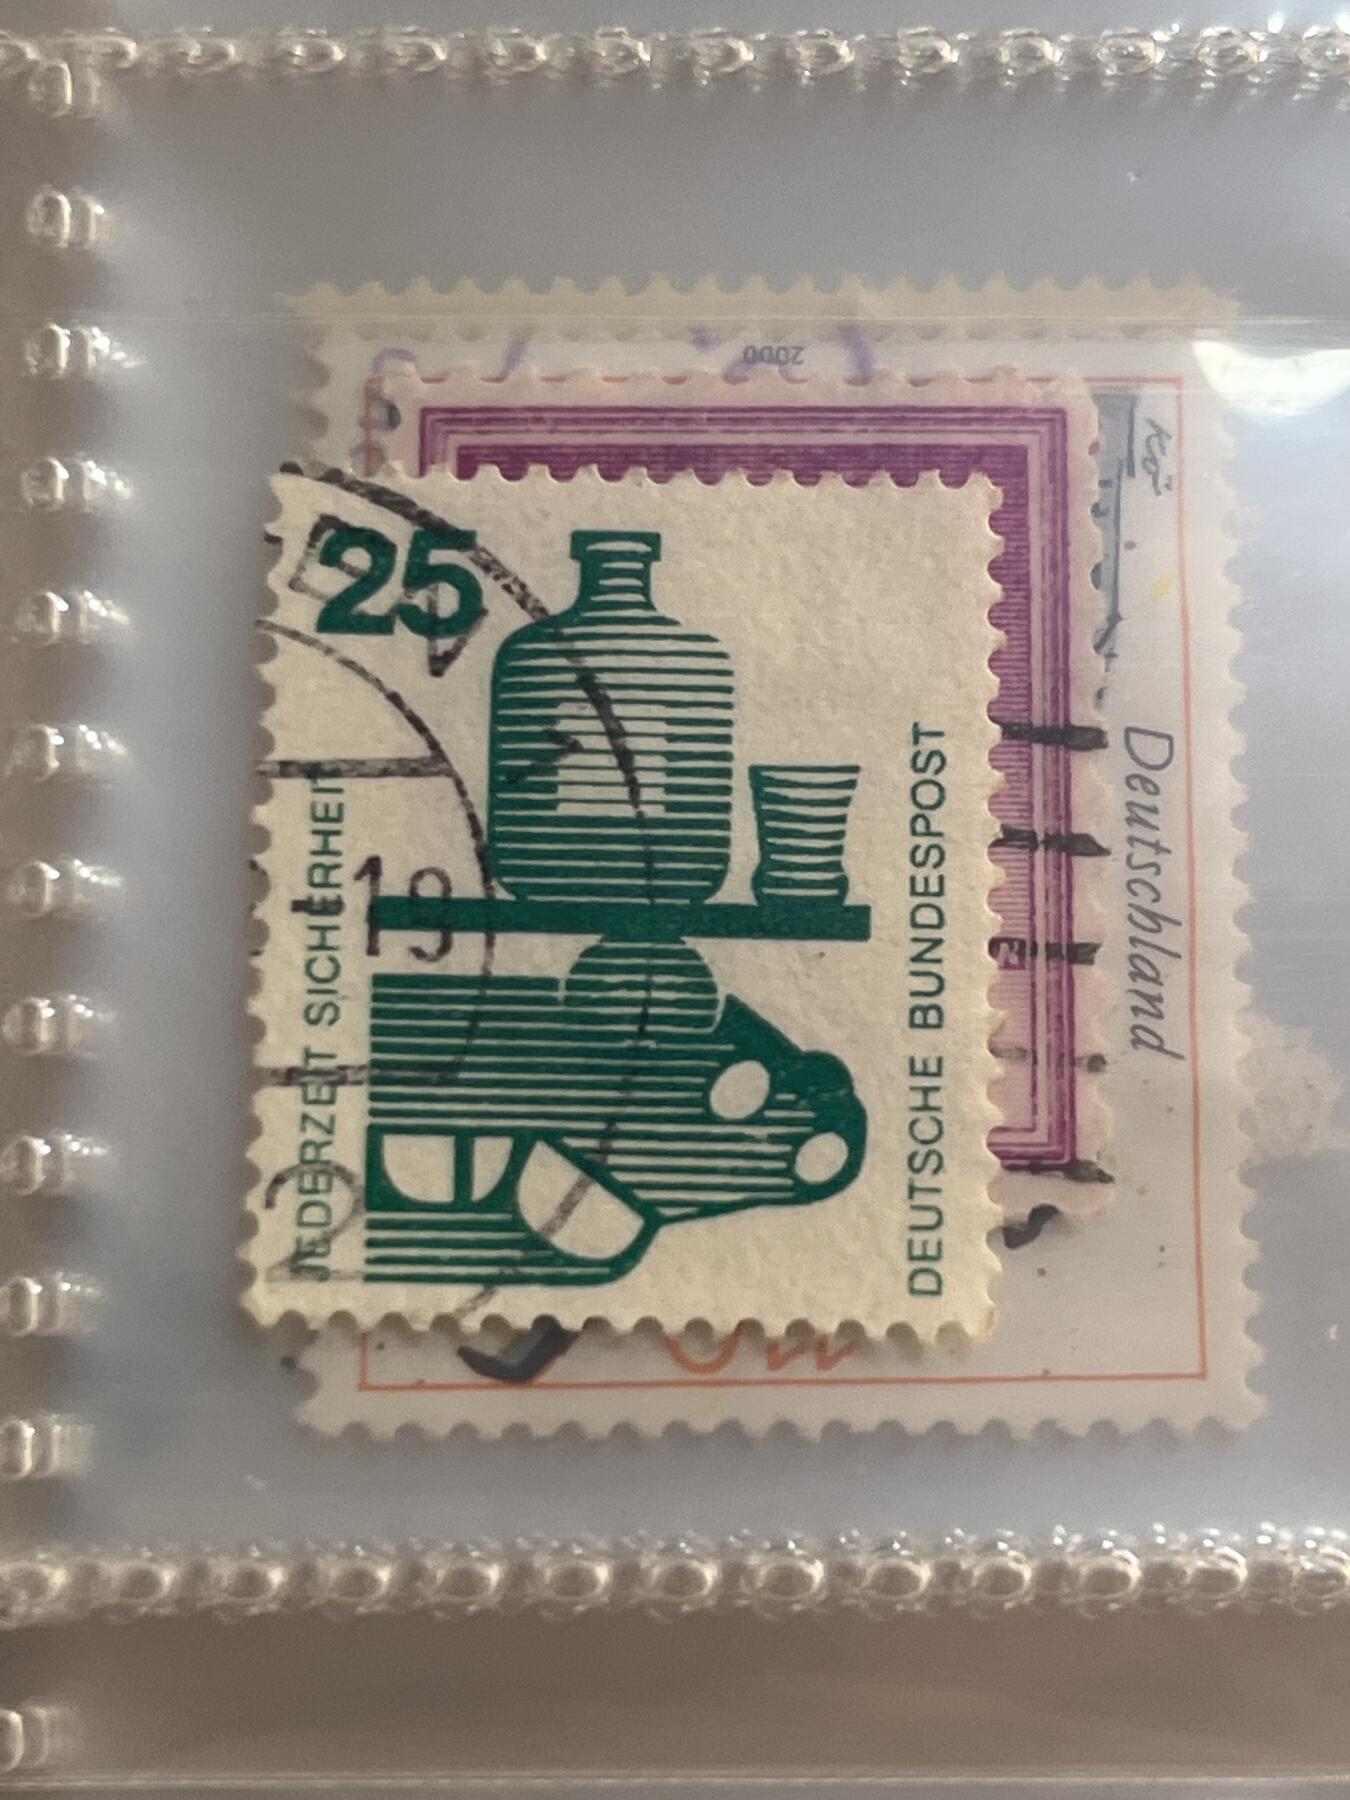 25
JEDERZEIT SICHERHEIT
DEUTSCHE BUNDESPOST
19
Deutschland
2000